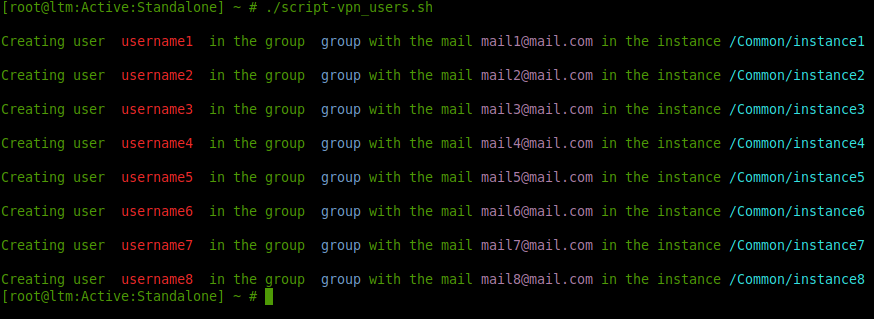 [root@ltm:Active:Standalone] ~ # ./script-vpn_users.sh
Creating user username1 in the group group with the mail mail1@mail.com in the instance /Common/instance1
Creating user username2 in the group group with the mail mail2@mail.com in the instance /Common/instance2
Creating user username3 in the group group with the mail mail3@mail.com in the instance /Common/instance3
Creating user username4 in the group group with the mail mail4@mail.com in the instance /Common/instance4
Creating user username5 in the group group with the mail mail5@mail.com in the instance /Common/instance5
Creating user username6 in the group group with the mail mail6@mail.com in the instance /Common/instance6
Creating user username7 in the group group with the mail mail7@mail.com in the instance /Common/instance7
Creating user username8 in the group group with the mail mail8@mail.com in the instance /Common/instance8
[root@ltm:Active:Standalone] ~ #